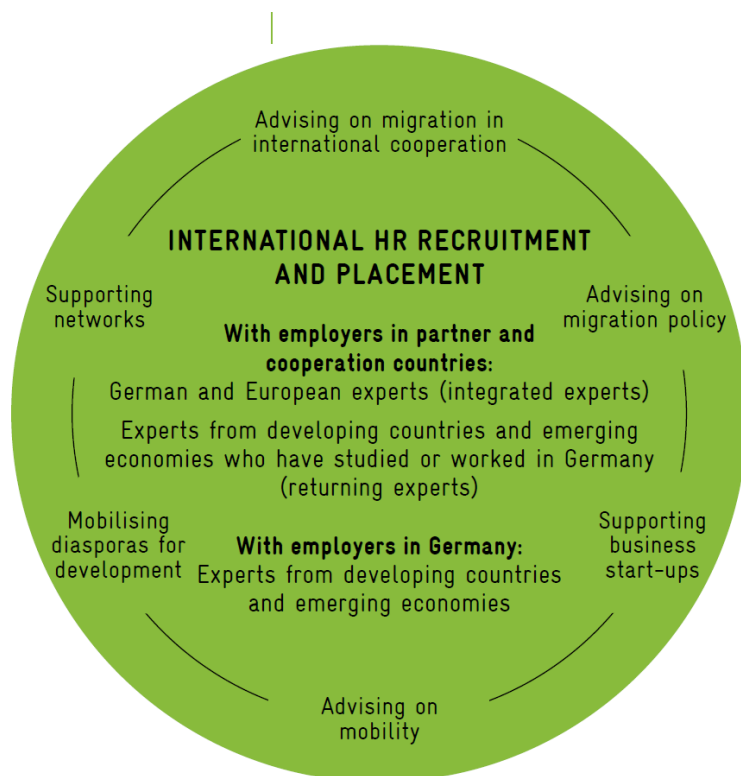 Advising on migration in
international cooperation
INTERNATIONAL HR RECRUITMENT
AND PLACEMENT
Supporting
networks
Advising on
migration policy
With employers in partner and
cooperation countries:
German and European experts (integrated experts)
Experts from developing countries and emerging
economies who have studied or worked in Germany
(returning experts)
Mobilising
diasporas for
development
With employers in Germany:
Experts from developing countries
and emerging economies
Supporting
business
start-ups
Advising on
mobility